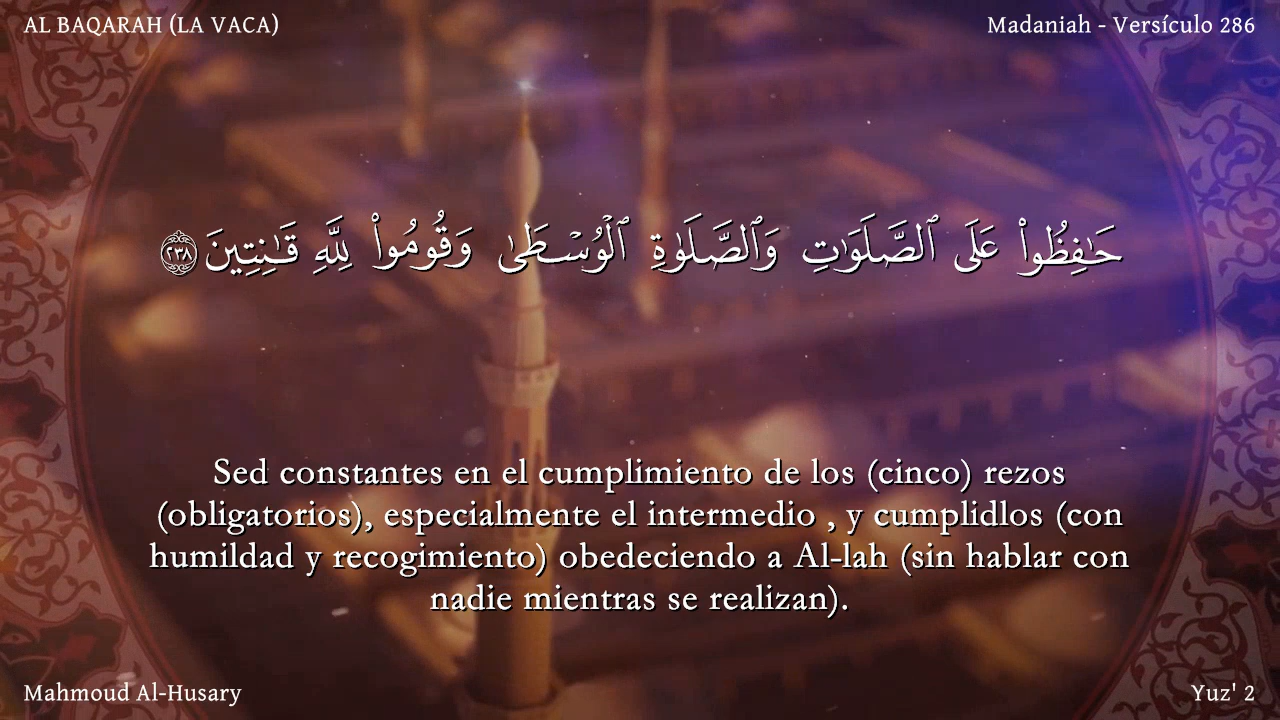 AL BAQARAH (LA VACA)
Madaniah - Versículo 286
حَـٰفِظُوا۟ عَلَى ٱلصَّلَوَٰتِ وَٱلصَّلَوٰةِ ٱلْوُسْطَىٰ وَقُومُوا۟ لِلَّهِ قَـٰنِتِينَ ٢٣٨
Sed constantes en el cumplimiento de los (cinco) rezos
(obligatorios), especialmente el intermedio , y cumplidlos (con
humildad y recogimiento) obedeciendo a Al-lah (sin hablar con
nadie mientras se realizan).
Mahmoud Al-Husary
Yuz' 2